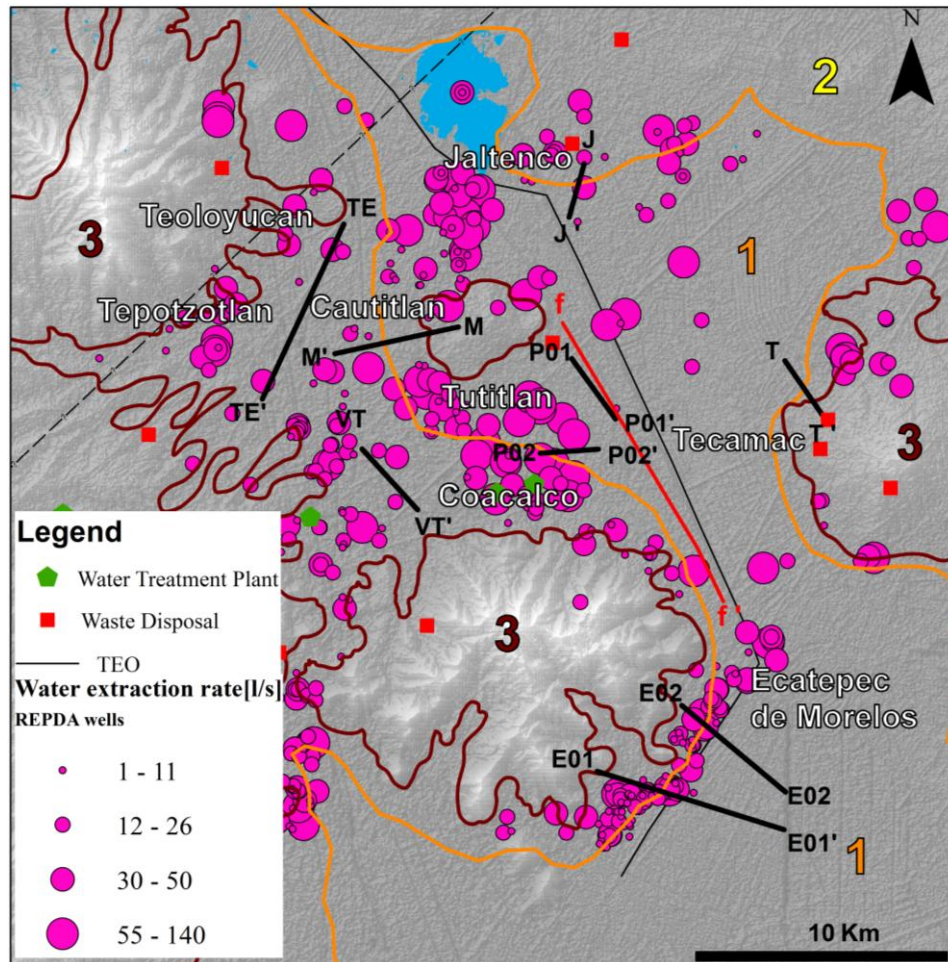 N
2
J
Jaltenco
Teoloyucan
TE
J'
3
1
Tepotzotlan
Cautitlan
f
M
M'
P01
T
TE'
VT
Tutitlan
P01'
Tecamac
T'
P02
P02'
3
Coacalco
VT'
Legend
Water Treatment Plant
Waste Disposal
TEO
Water extraction rate[l/s]
REPDA wells
1 - 11
12 - 26
30 - 50
55 - 140
f'
3
E02
Ecatepec
de Morelos
E01
E02
E01'
1
10 Km